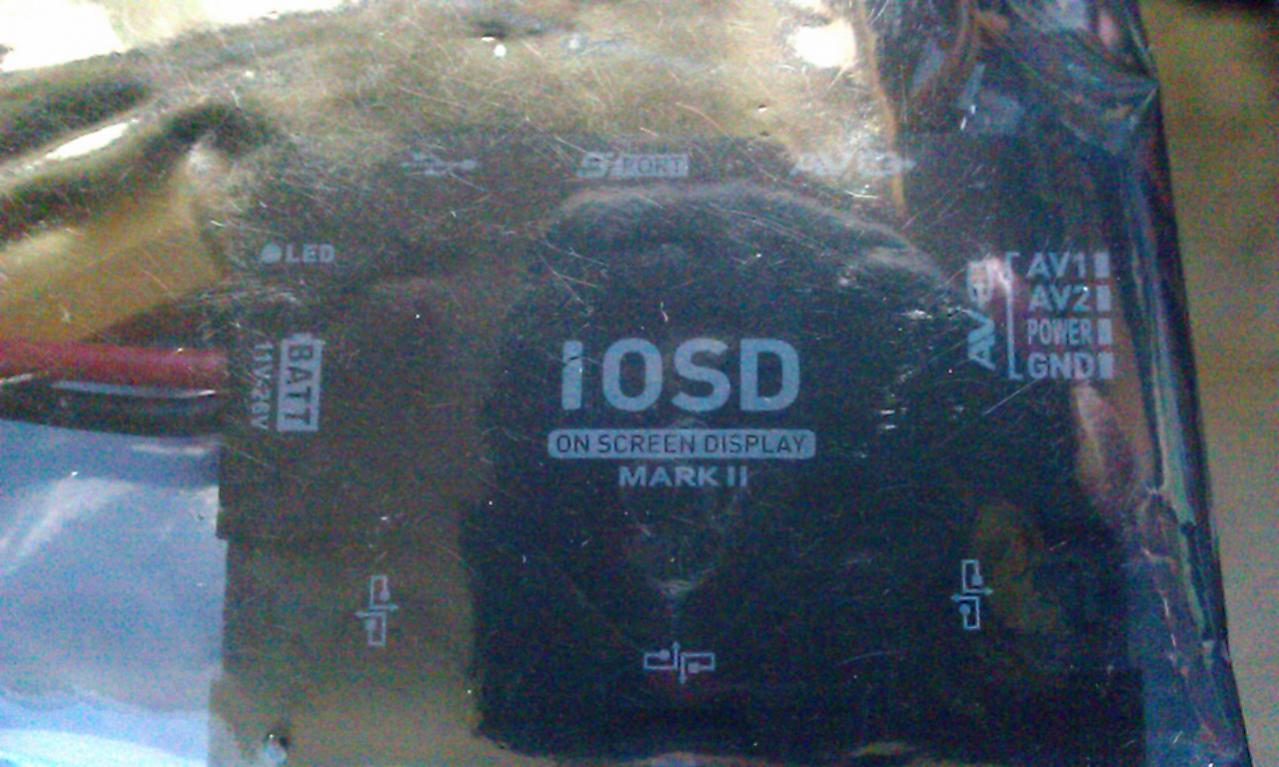 S/PORT
AV/O
LED
BATT
11V-26V
iOSD
ON SCREEN DISPLAY
MARK II
AV1
AV2
POWER
GND